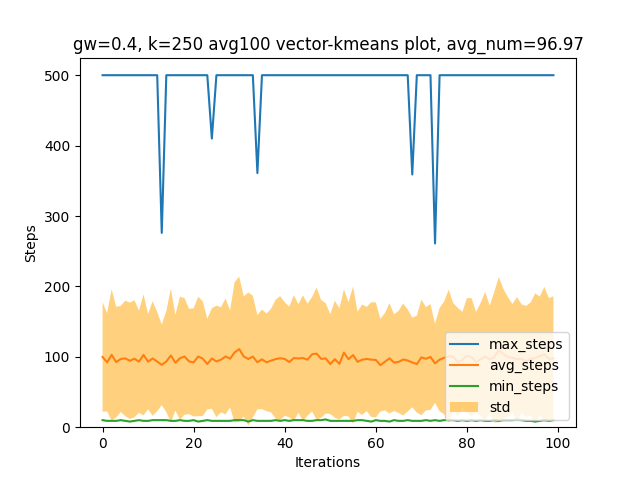 gw=0.4, k=250 avg100 vector-kmeans plot, avg_num=96.97
500
400
300
200
100
0
Steps
max_steps
avg_steps
min_steps
std
0 20 40 60 80 100
Iterations